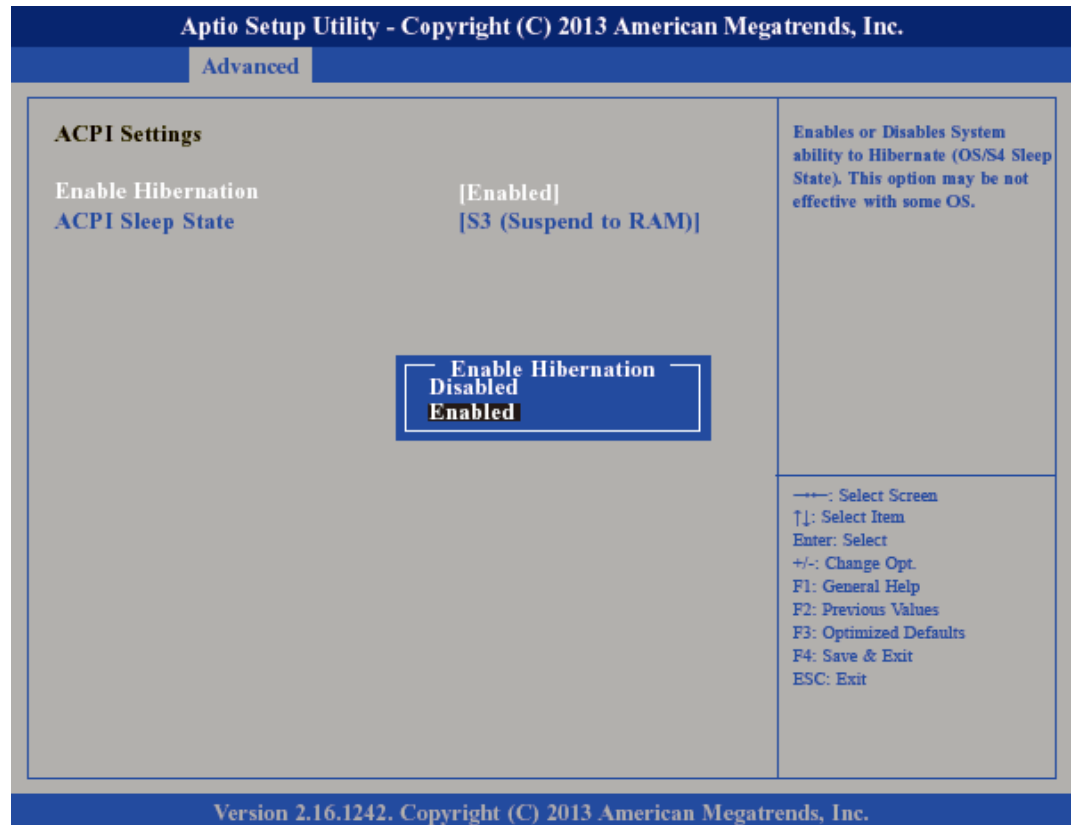 Aptio Setup Utility - Copyright (C) 2013 American Megatrends, Inc.
Advanced
ACPI Settings
Enable Hibernation [Enabled]
ACPI Sleep State [S3 (Suspend to RAM)]
Enable Hibernation
Disabled
Enabled
Enables or Disables System
ability to Hibernate (OS/S4 Sleep
State). This option may be not
effective with some OS.
→←: Select Screen
↑↓: Select Item
Enter: Select
+/-: Change Opt.
F1: General Help
F2: Previous Values
F3: Optimized Defaults
F4: Save & Exit
ESC: Exit
Version 2.16.1242. Copyright (C) 2013 American Megatrends, Inc.